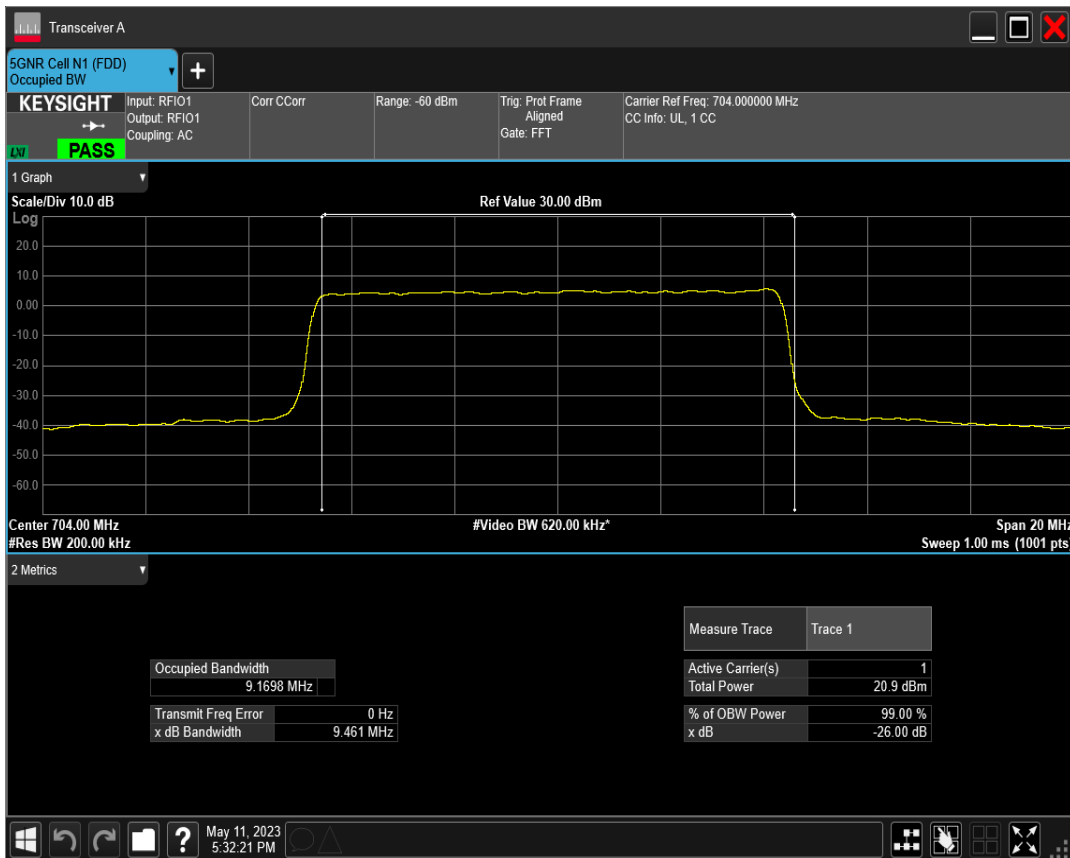 Transceiver A
5GNR Cell N1 (FDD)
Occupied BW
+
KEYSIGHT
LXI
PASS
Input: RFIO1
Output: RFIO1
Coupling: AC
Corr CCorr
Range: -60 dBm
Trig: Prot Frame
Aligned
Gate: FFT
Carrier Ref Freq: 704.000000 MHz
CC Info: UL, 1 CC
1 Graph
Scale/Div 10.0 dB
Ref Value 30.00 dBm
Log
20.0
10.0
0.00
-10.0
-20.0
-30.0
-40.0
-50.0
-60.0
Center 704.00 MHz
#Video BW 620.00 kHz*
Span 20 MHz
#Res BW 200.00 kHz
Sweep 1.00 ms (1001 pts)
2 Metrics
Measure Trace Trace 1
Occupied Bandwidth
9.1698 MHz
Active Carrier(s) 1
Total Power 20.9 dBm
Transmit Freq Error 0 Hz
x dB Bandwidth 9.461 MHz
% of OBW Power 99.00 %
x dB -26.00 dB
?
May 11, 2023
5:32:21 PM